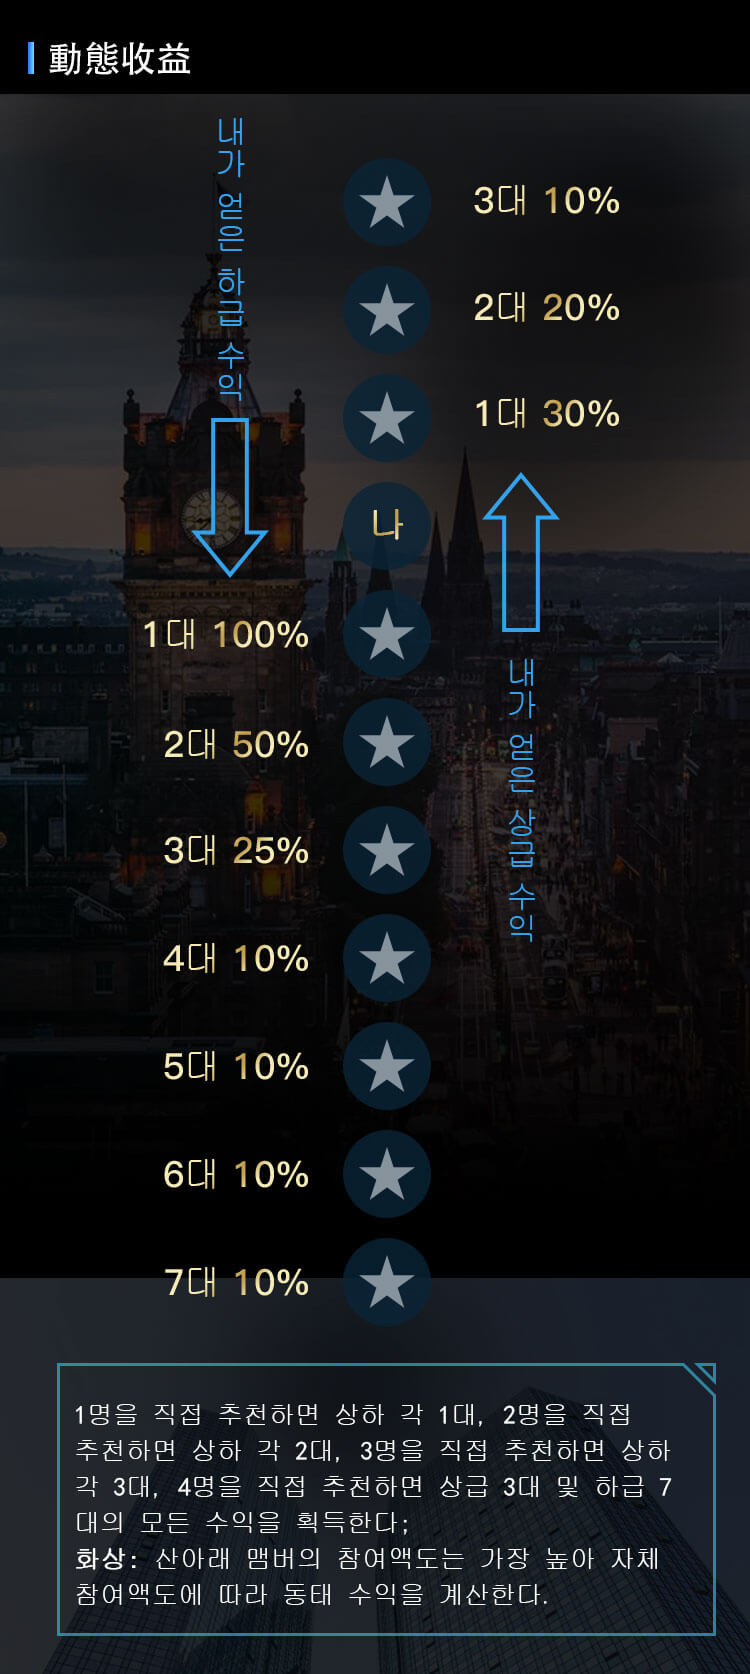 動態收益
내가 얻은 하급 수익
3대 10%
2대 20%
1대 30%
나
1대 100%
2대 50%
3대 25%
4대 10%
5대 10%
6대 10%
7대 10%
내가 얻은 상급 수익
1명을 직접 추천하면 상하 각 1대, 2명을 직접
추천하면 상하 각 2대, 3명을 직접 추천하면 상하
각 3대, 4명을 직접 추천하면 상급 3대 및 하급 7
대의 모든 수익을 획득한다;
화상: 산아래 맴버의 참여액도는 가장 높아 자체
참여액도에 따라 동태 수익을 계산한다.